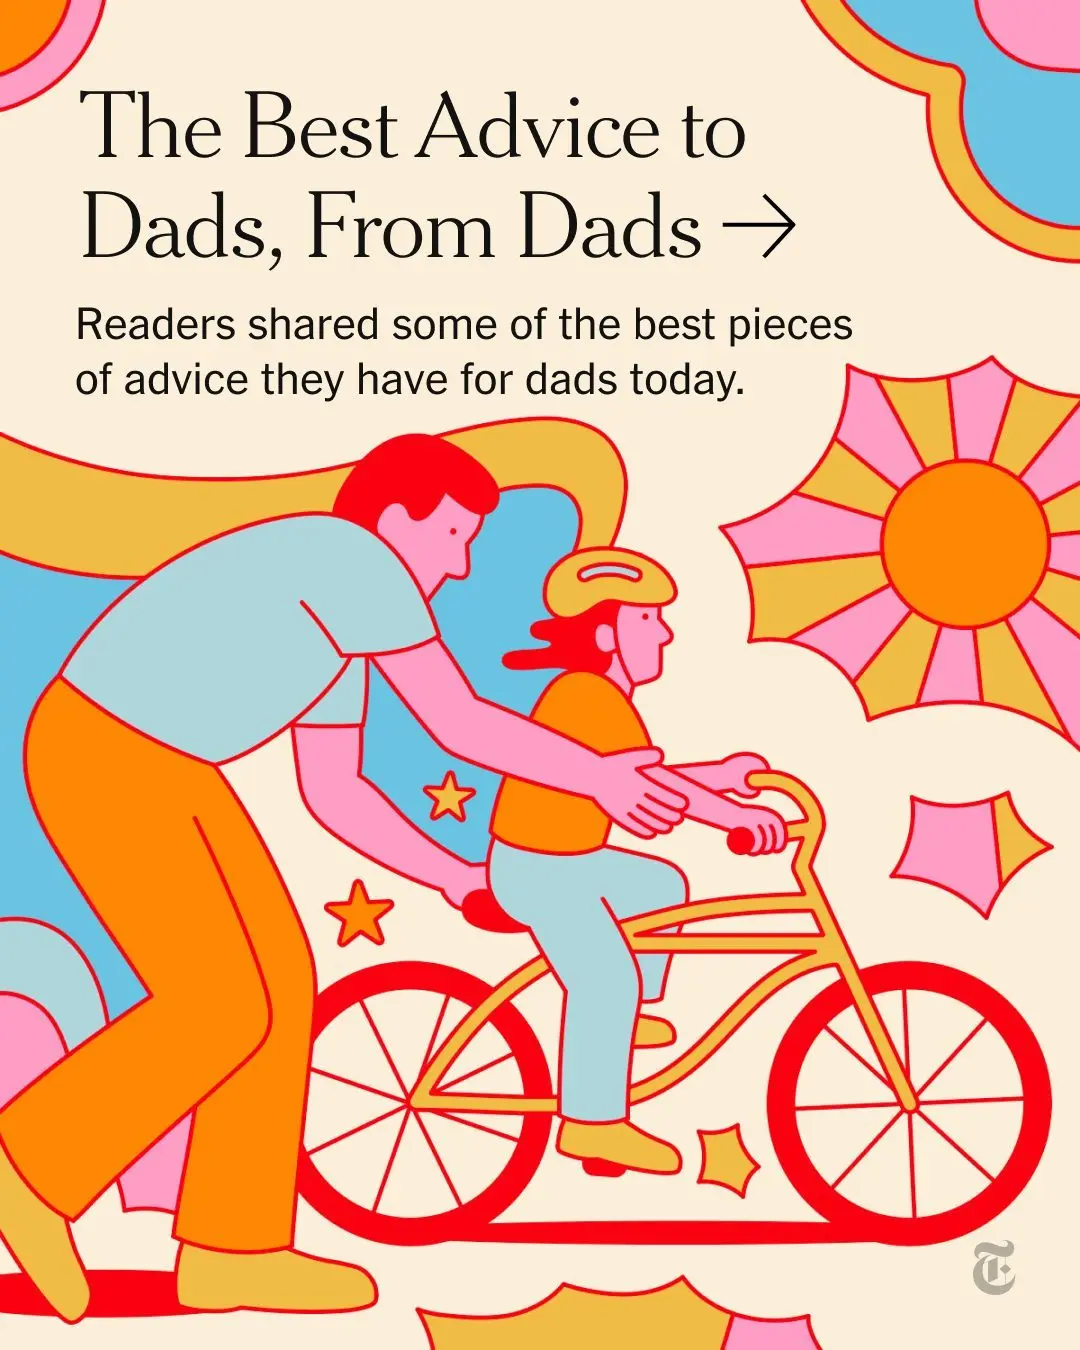 The Best Advice to
Dads, From Dads →
Readers shared some of the best pieces
of advice they have for dads today.
T